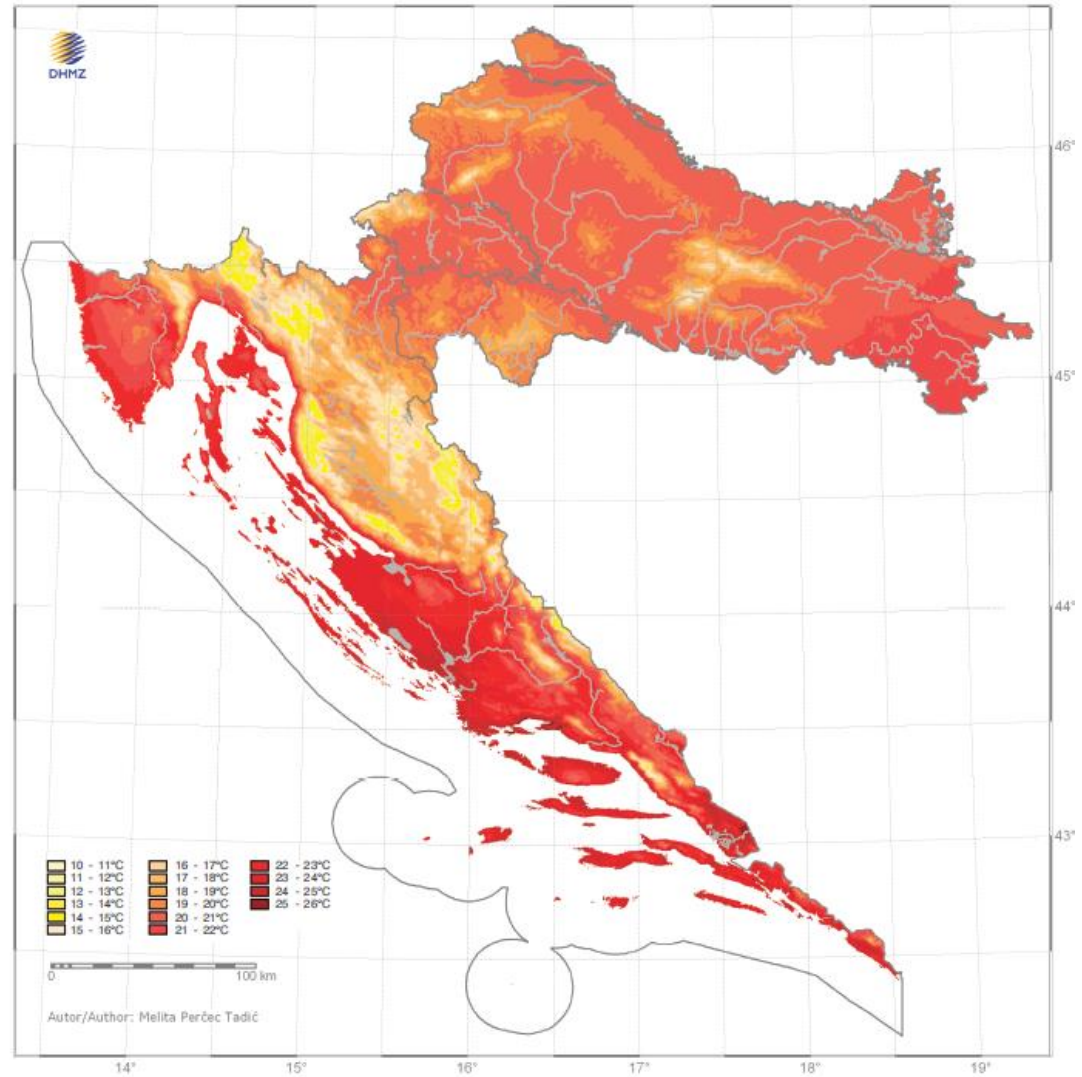 DHMZ
46°
45°
44°
43°
10 - 11°C
11 - 12°C
12 - 13°C
13 - 14°C
14 - 15°C
15 - 16°C
16 - 17°C
17 - 18°C
18 - 19°C
19 - 20°C
20 - 21°C
21 - 22°C
22 - 23°C
23 - 24°C
24 - 25°C
25 - 26°C
0 100 km
Autor/Author: Melita Perčec Tadić
14° 15° 16° 17° 18° 19°